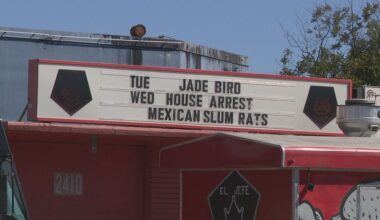 TUE JADE BIRD
WED HOUSE ARREST
MEXICAN SLUM RATS
2410
EL JEFE